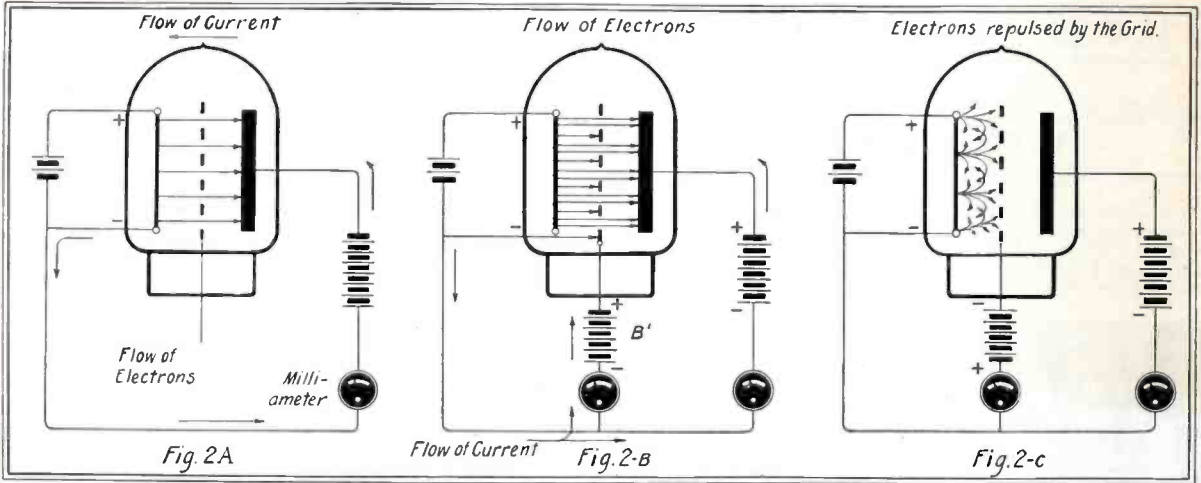 Flow of Current
+
-
Flow of
Electrons
Milli-
ameter
Fig. 2A
Flow of Electrons
+
-
+
-
+
B'
-
Flow of Current
Fig. 2-B
Electrons repulsed by the Grid.
+
-
+
-
-
+
Fig. 2-c